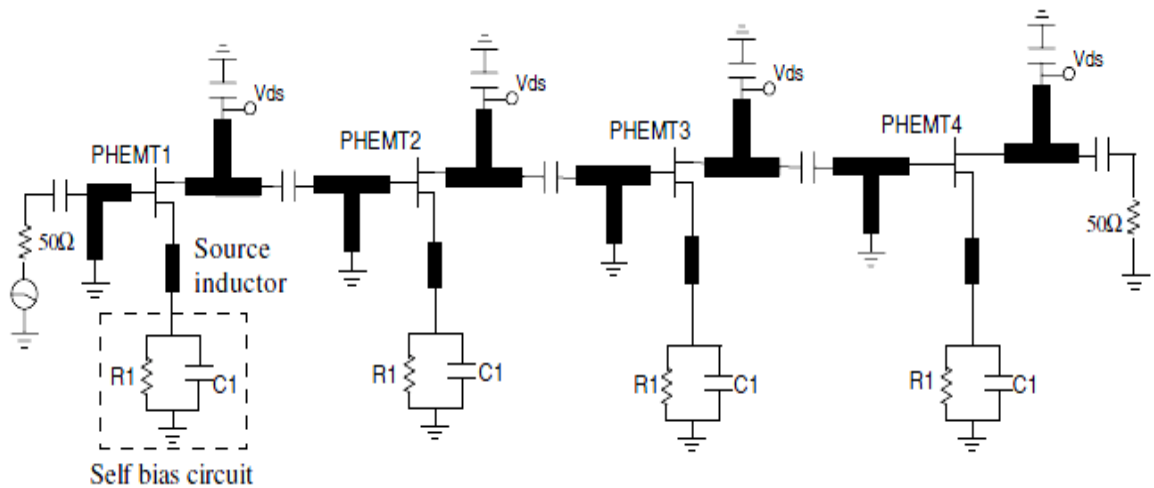 Vds
Vds
Vds
Vds
PHEMT1
PHEMT2
PHEMT3
PHEMT4
50Ω
Source
inductor
50Ω
R1
C1
R1
C1
R1
C1
R1
C1
Self bias circuit